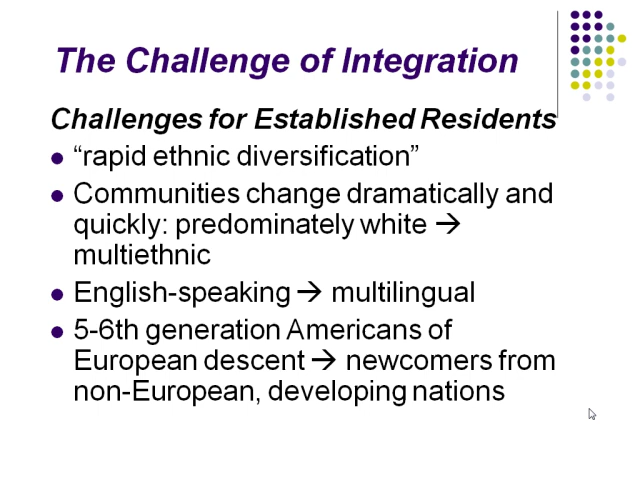 The Challenge of Integration
Challenges for Established Residents
● “rapid ethnic diversification”
● Communities change dramatically and
quickly: predominately white →
multiethnic
● English-speaking → multilingual
● 5-6th generation Americans of
European descent → newcomers from
non-European, developing nations